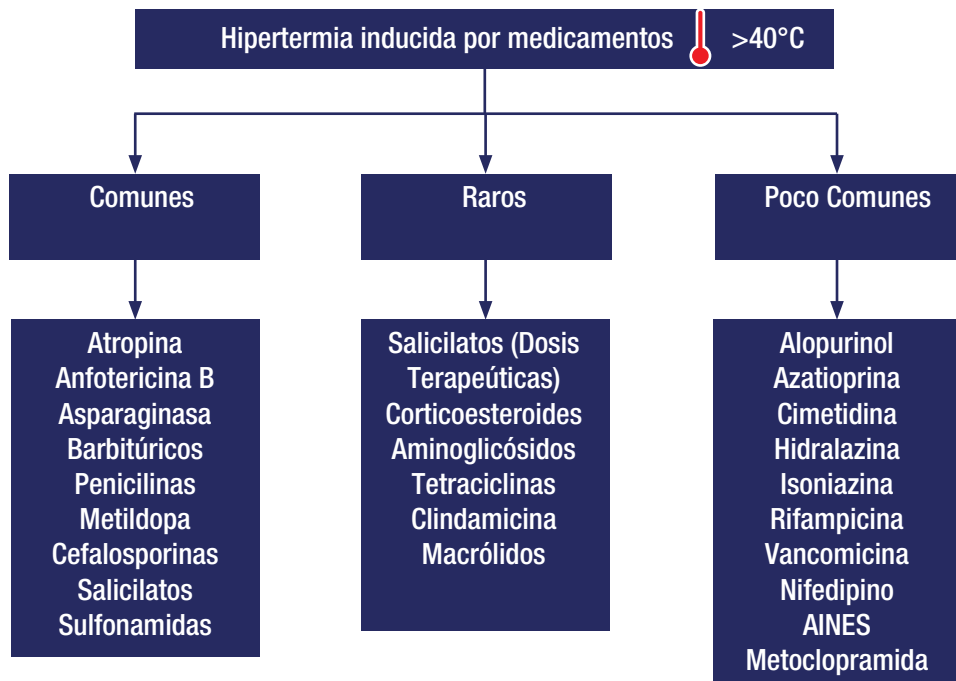 Hipertermia inducida por medicamentos >40°C
Comunes
Raros
Poco Comunes
Atropina
Anfotericina B
Asparaginasa
Barbitúricos
Penicilinas
Metildopa
Cefalosporinas
Salicilatos
Sulfonamidas
Salicilatos (Dosis
Terapeúticas)
Corticoesteroides
Aminoglicósidos
Tetraciclinas
Clindamicina
Macrólidos
Alopurinol
Azatioprina
Cimetidina
Hidralazina
Isoniazina
Rifampicina
Vancomicina
Nifedipino
AINES
Metoclopramida